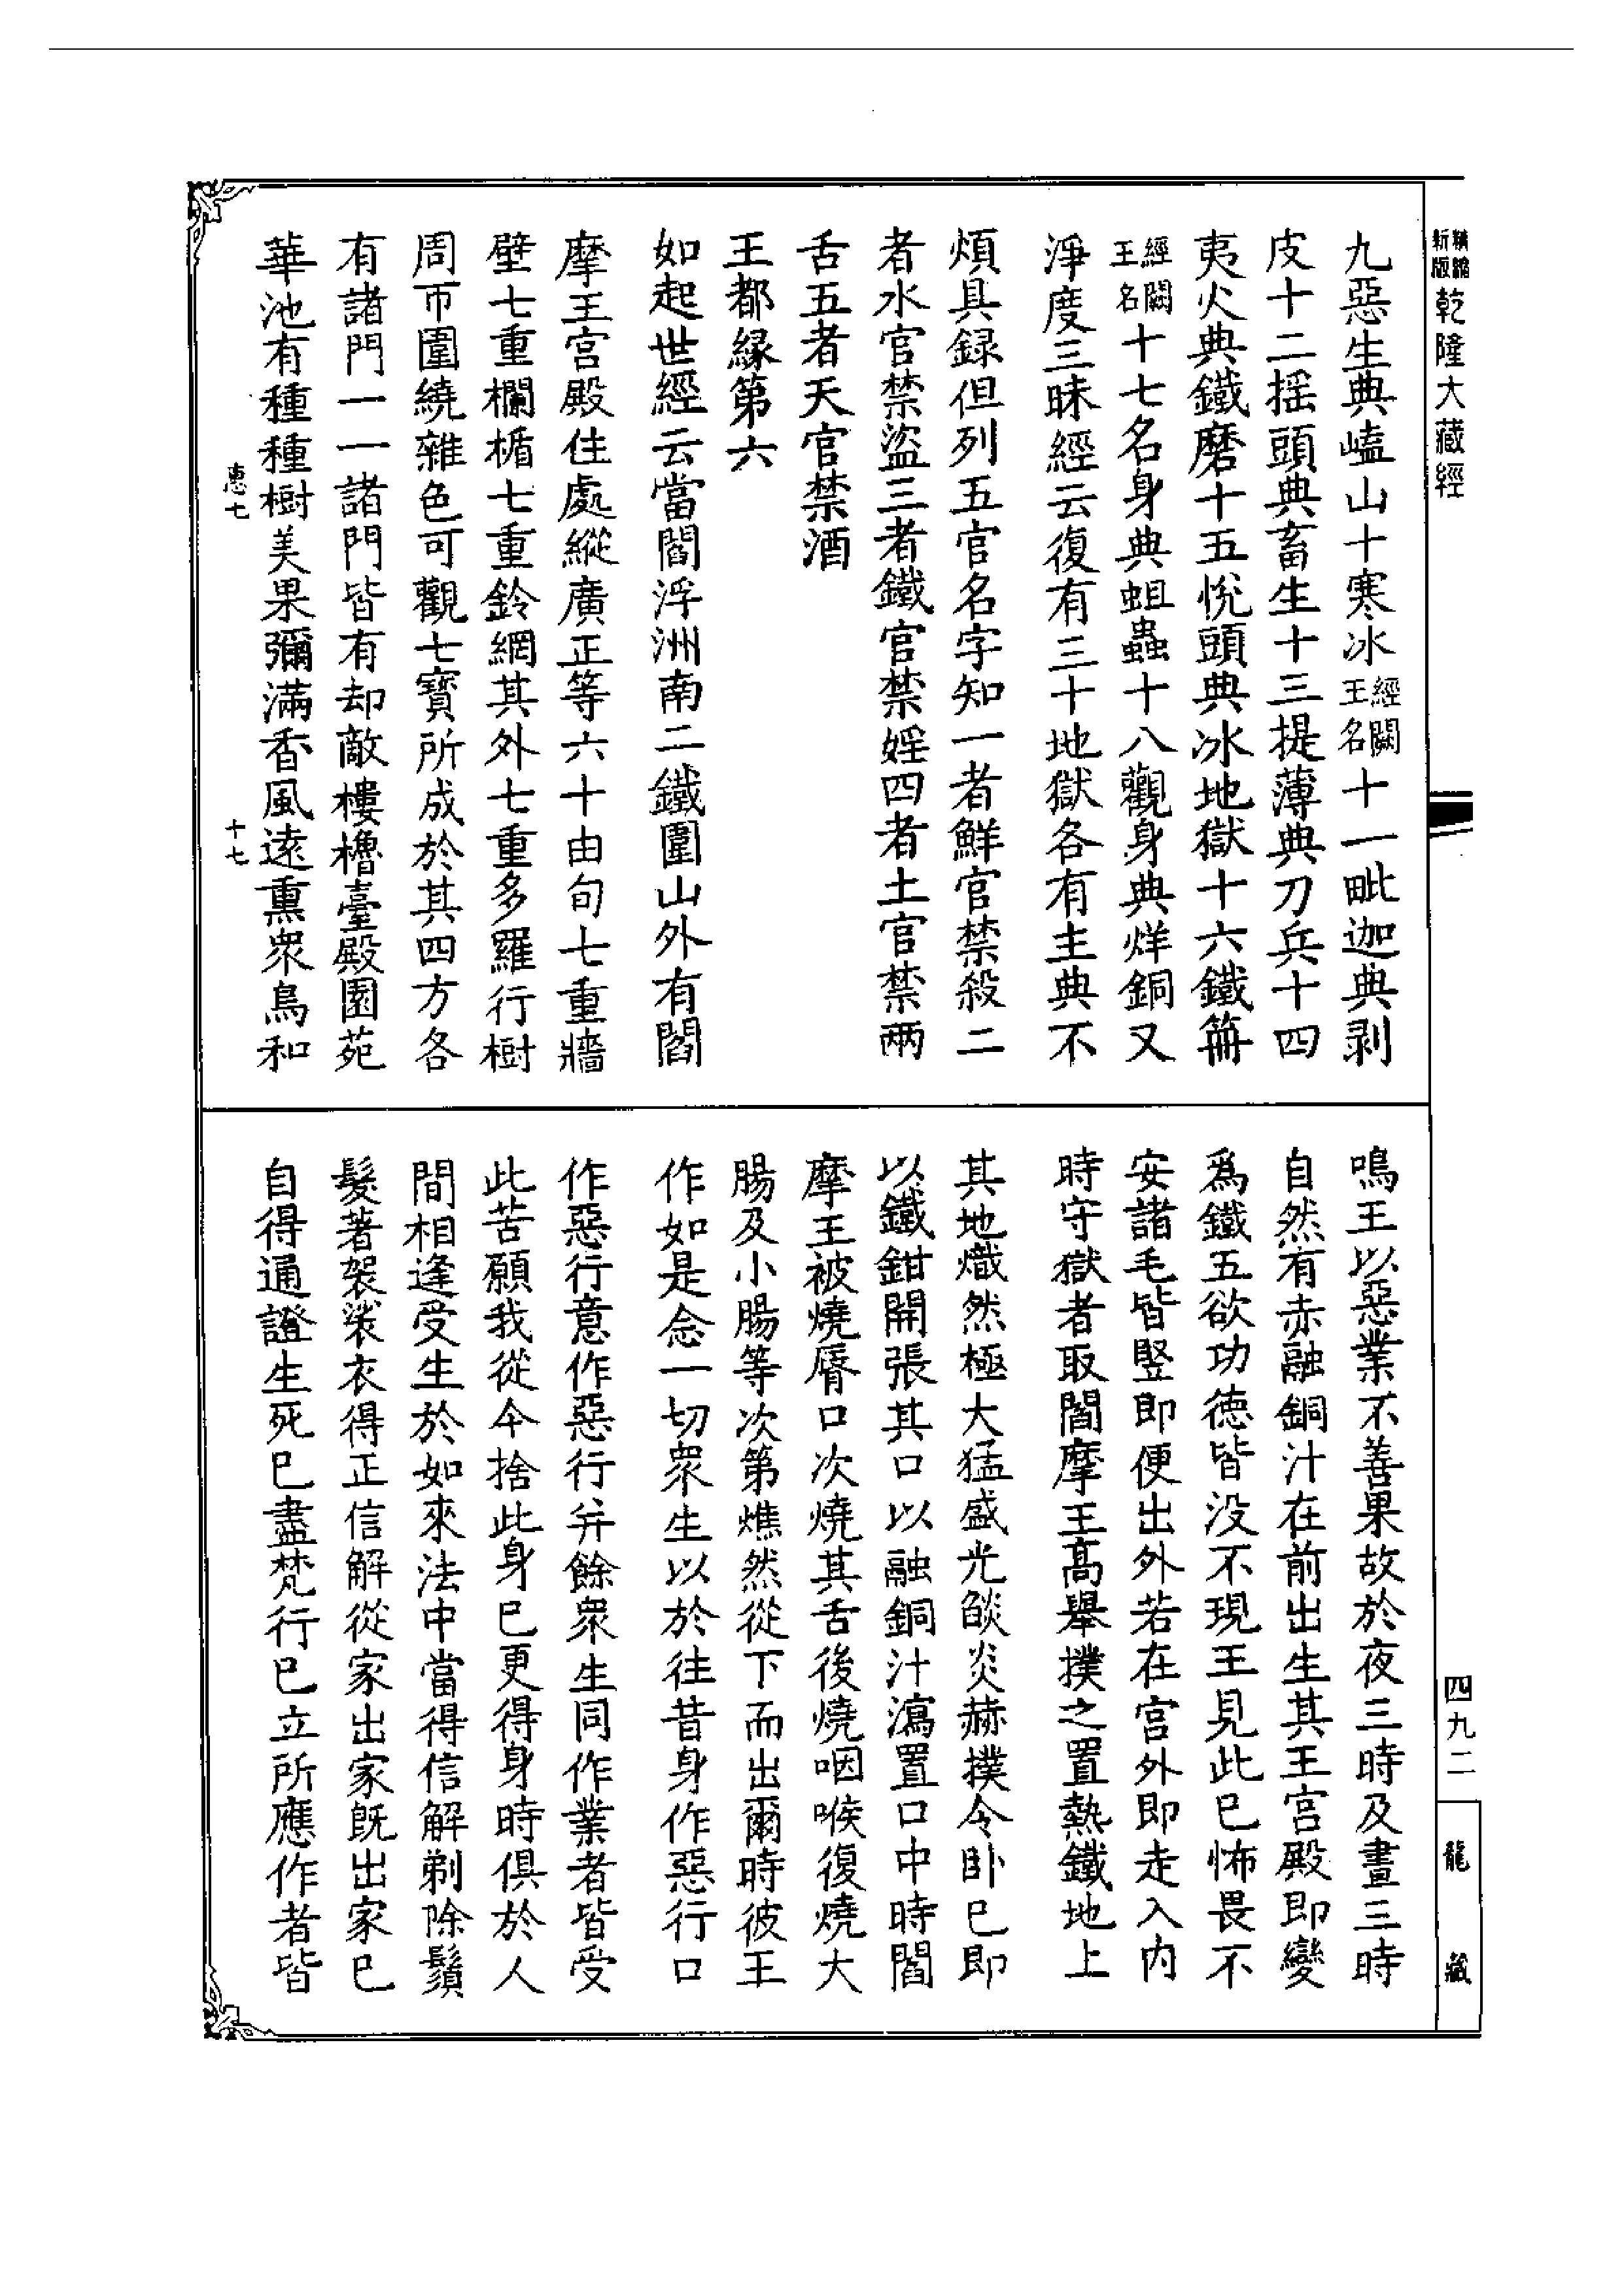 精縮新版乾隆大藏經
九惡生典嵃山十寒冰經闕王名十一毗迦典剥
皮十二揺頭典畜生十三提薄典刀兵十四
夷火典鐵磨十五悅頭典冰地獄十六鐵𥬰
經闕王名十七名身典蛆蟲十八觀身典烊銅又
淨度三昧經云復有三十地獄各有主典不
煩具録但列五官名字知一者鮮官禁殺二
者水官禁盜三者鐵官禁婬四者土官禁兩
舌五者天官禁酒
王都緣第六
如起世經云當閻浮洲南二鐵圍山外有閻
摩王宮殿住處縱廣正等六十由旬七重牆
壁七重欄楯七重鈴網其外七重多羅行樹
周帀圍繞雜色可觀七寶所成於其四方各
有諸門一一諸門皆有却敵樓櫓臺殿園苑
華池有種種樹美果彌滿香風遠熏衆鳥和
惠七
十七
鳴王以惡業不善果故於夜三時及晝三時
自然有赤融銅汁在前出生其王宮殿即變
爲鐵五欲功德皆没不現王見此已怖畏不
安諸毛皆竪即便出外若在宮外即走入内
時守獄者取閻摩王高舉撲之置熱鐵地上
其地熾然極大猛盛光燄炎赫撲令卧已即
以鐵鉗開張其口以融銅汁瀉置口中時閻
摩王被燒脣口次燒其舌後燒咽喉復燒大
腸及小腸等次第燋然從下而出爾時彼王
作如是念一切衆生以於往昔身作惡行口
作惡行意作惡行并餘衆生同作業者皆受
此苦願我從今捨此身已更得身時俱於人
間相逢受生於如來法中當得信解剃除鬚
髮著袈裟衣得正信解從家出家既出家已
自得通證生死已盡梵行已立所應作者皆
四九二
龍藏